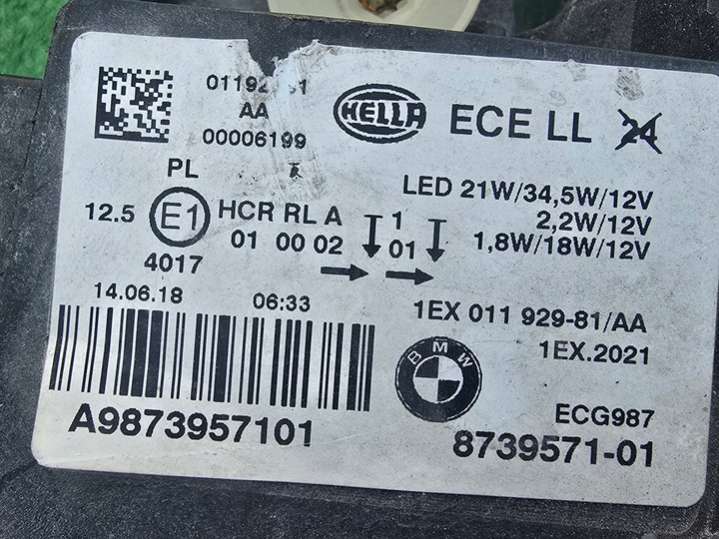 AA
00006199
HELLA
ECE LL 24
PL
LED 21W/34,5W/12V
2,2W/12V
1,8W/18W/12V
12.5 E1 HCR RL A 1
01 00 02 01
4017
14.06.18 06:33
1EX 011 929-81/AA
BMW
1EX.2021
ECG987
A9873957101
8739571-01